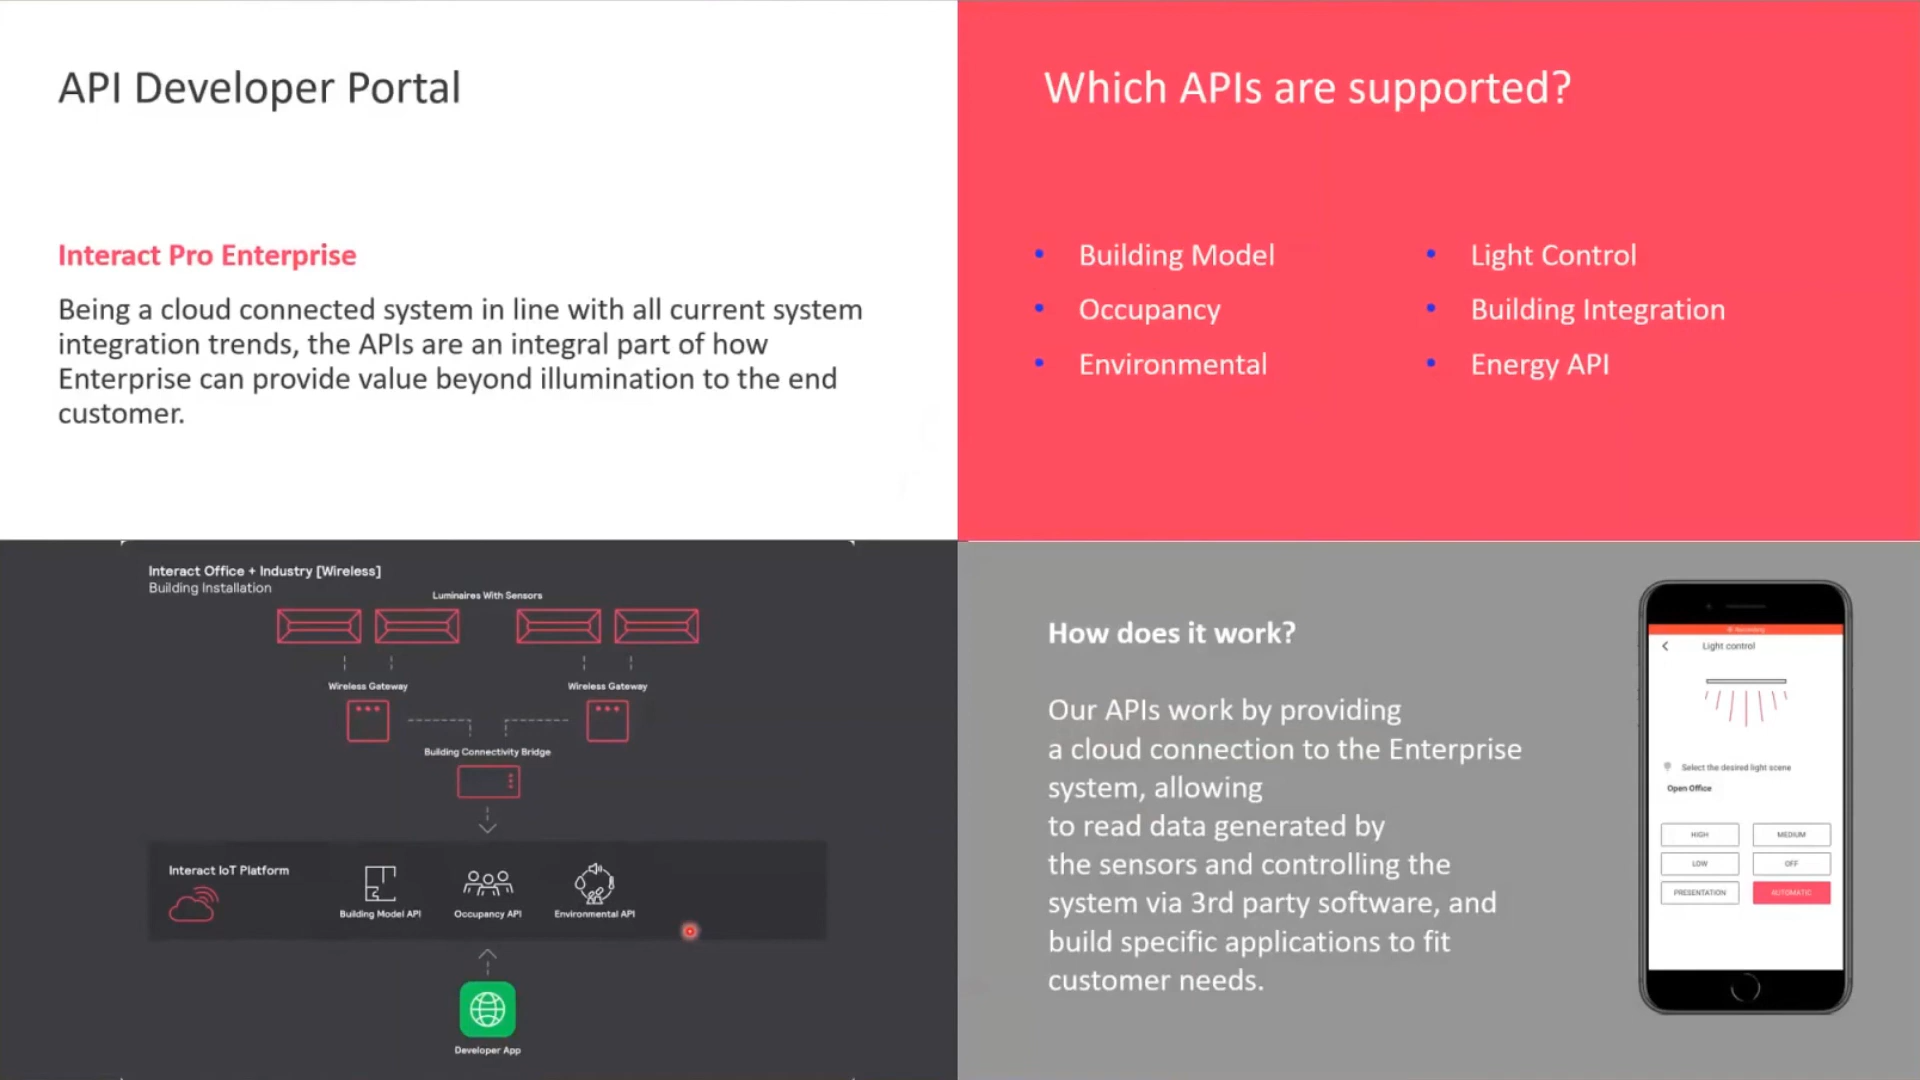 API Developer Portal
Interact Pro Enterprise
Being a cloud connected system in line with all current system
integration trends, the APIs are an integral part of how
Enterprise can provide value beyond illumination to the end
customer.
Which APIs are supported?
• Building Model
• Occupancy
• Environmental
• Light Control
• Building Integration
• Energy API
Interact Office + Industry [Wireless]
Building Installation
Luminaires With Sensors
Wireless Gateway
Wireless Gateway
Building Connectivity Bridge
Interact IoT Platform
Building Model API
Occupancy API
Environmental API
Developer App
How does it work?
Our APIs work by providing
a cloud connection to the Enterprise
system, allowing
to read data generated by
the sensors and controlling the
system via 3rd party software, and
build specific applications to fit
customer needs.
Recording
Light control
Select the desired light scene
Open Office
HIGH
MEDIUM
LOW
OFF
PRESENTATION
AUTOMATIC